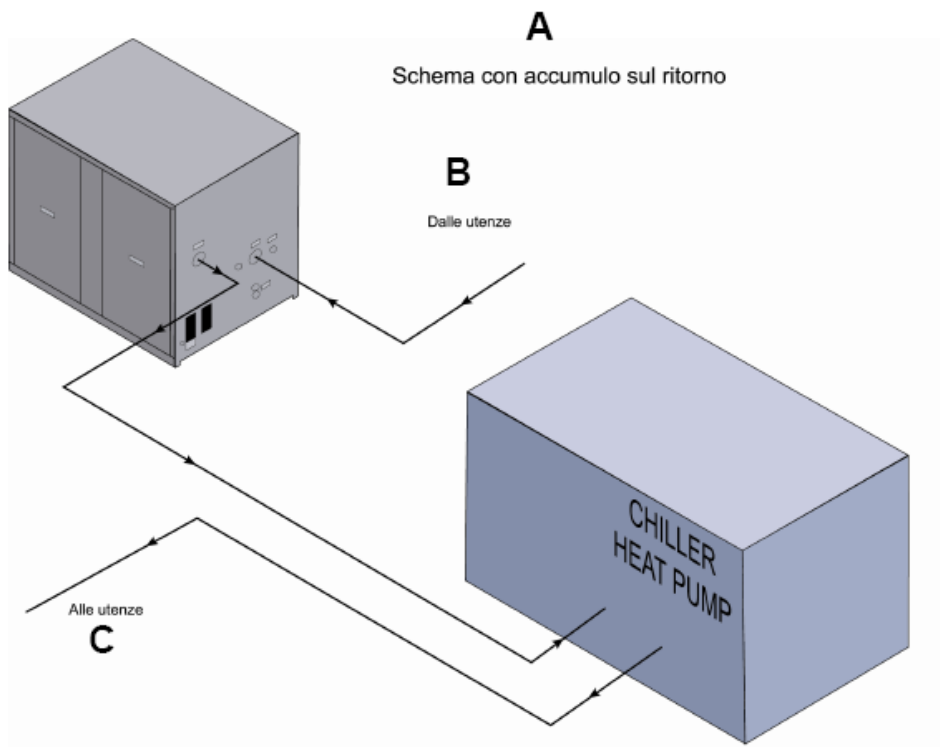 A
Schema con accumulo sul ritorno
B
Dalle utenze
CHILLER
HEAT PUMP
Alle utenze
C